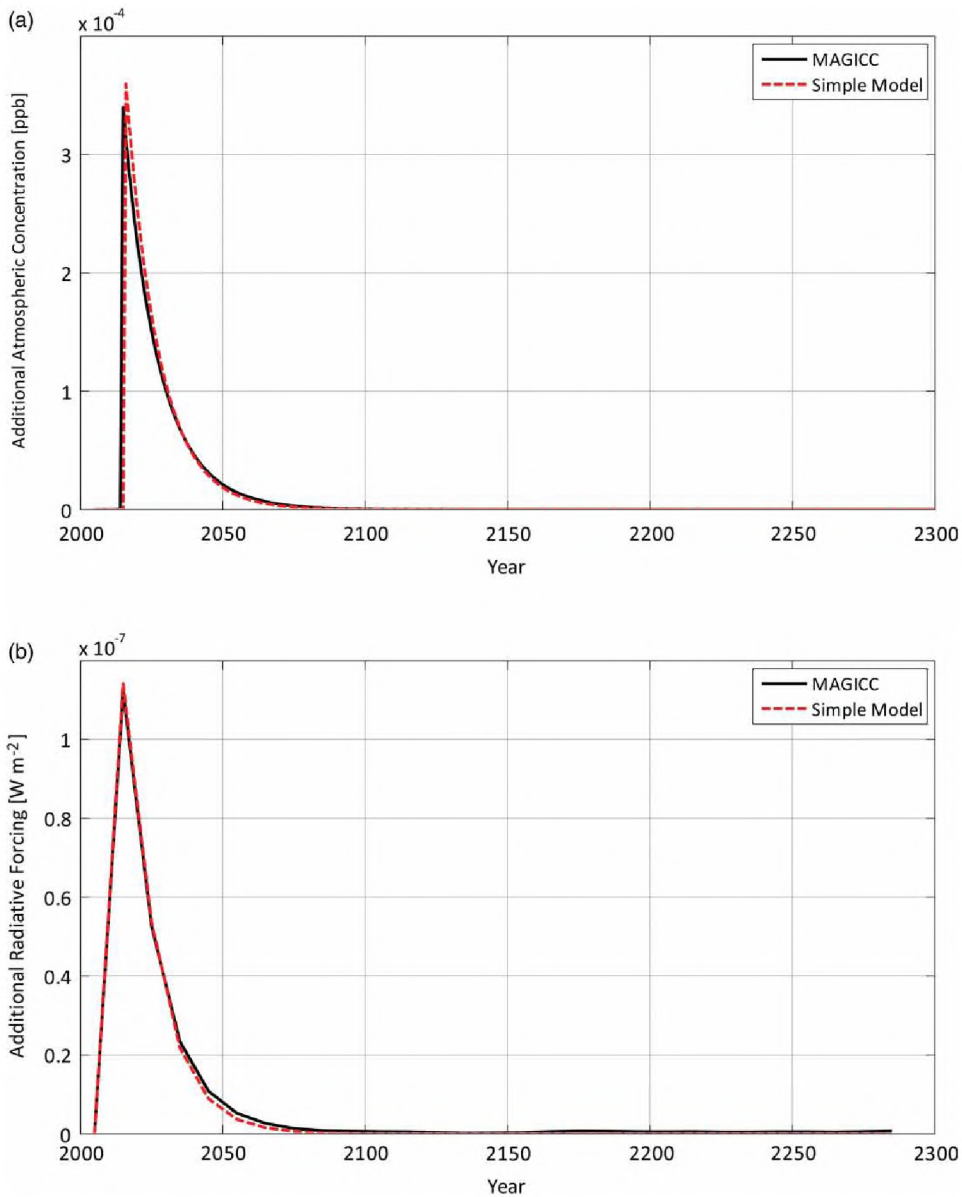 (a)
x 10-4
Additional Atmospheric Concentration [ppb]
MAGICC
Simple Model
3
2
1
0
2000 2050 2100 2150 2200 2250 2300
Year
(b)
x 10-7
Additional Radiative Forcing [W m-2]
MAGICC
Simple Model
1
0.8
0.6
0.4
0.2
0
2000 2050 2100 2150 2200 2250 2300
Year